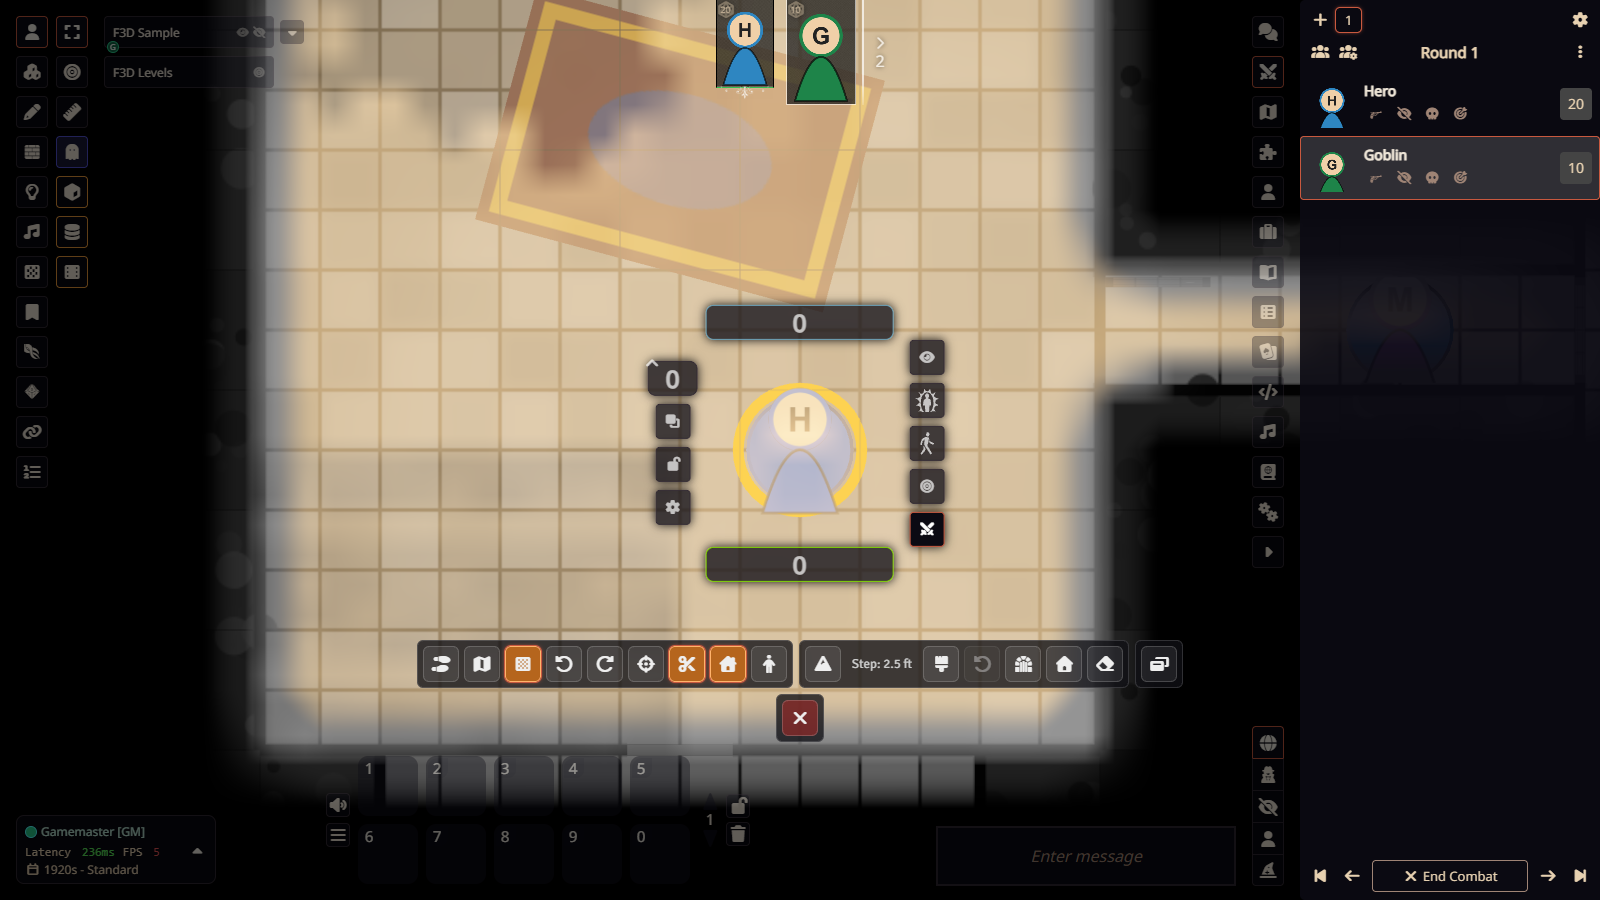 F3D Sample
G
F3D Levels
20
H
10
G
2
1
Round 1
H
Hero
20
G
Goblin
10
M
0
0
H
0
Step: 2.5 ft
1
2
3
4
5
6
7
8
9
0
1
Gamemaster [GM]
Latency 236ms FPS 5
1920s - Standard
Enter message
End Combat